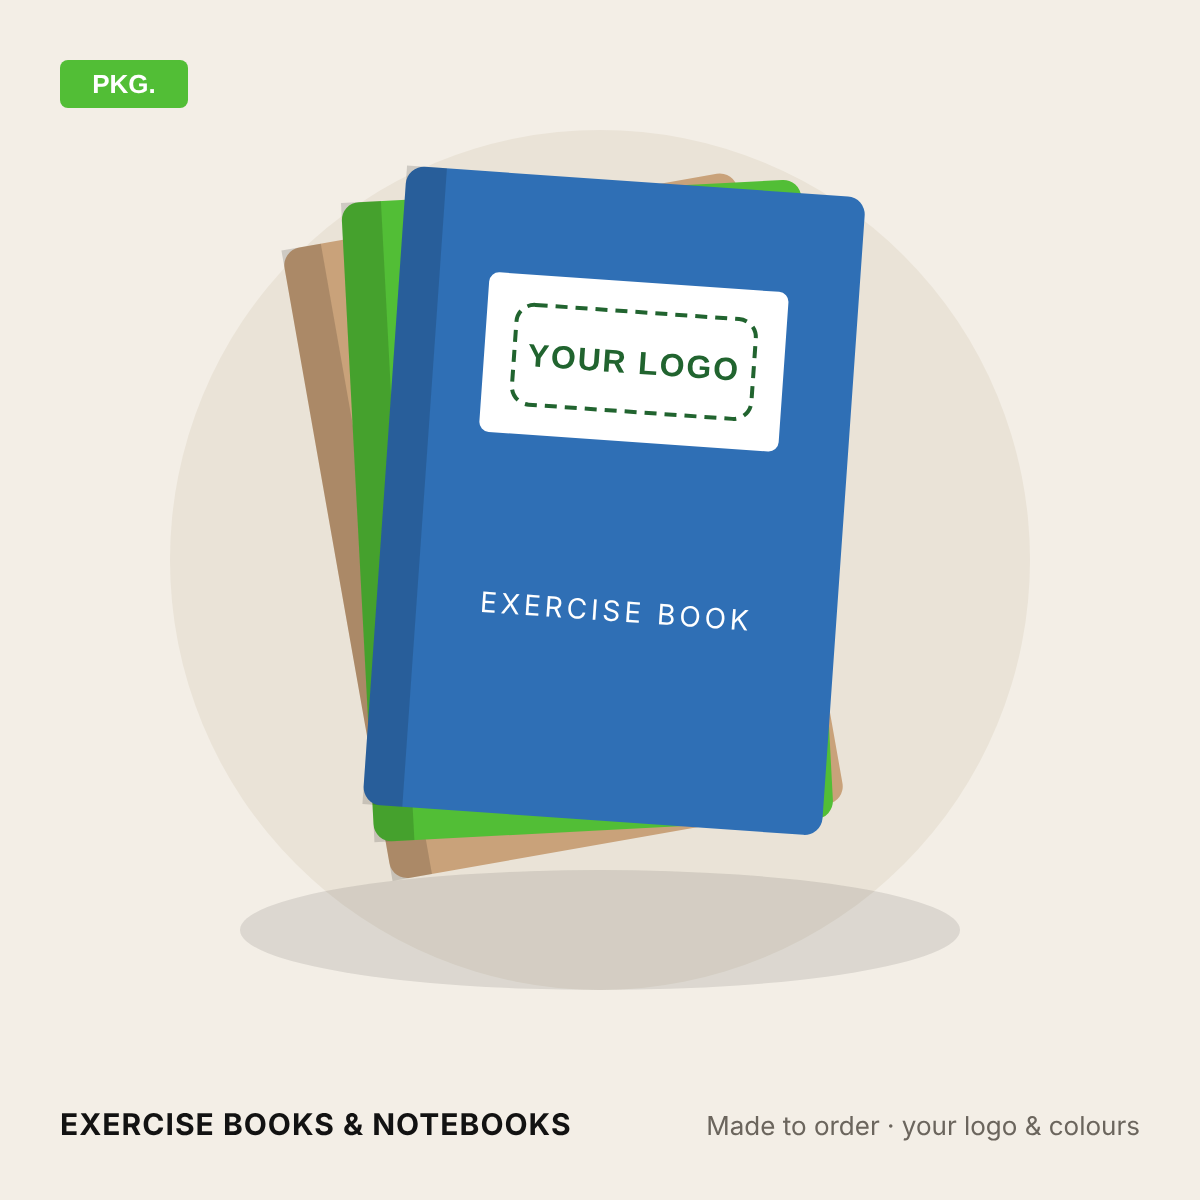 PKG.
YOUR LOGO
EXERCISE BOOK
EXERCISE BOOKS & NOTEBOOKS
Made to order · your logo & colours